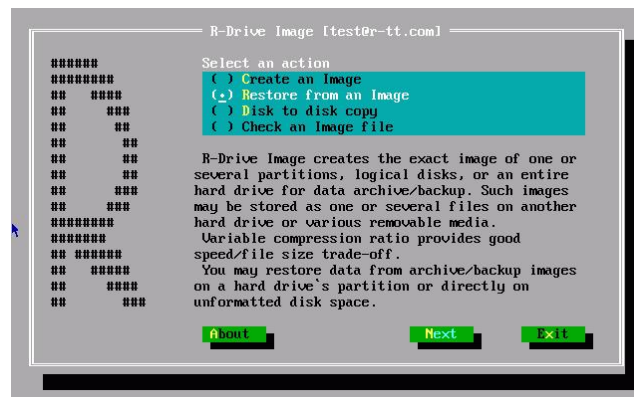 R-Drive Image [test@r-tt.com]
Select an action
( ) Create an Image
(•) Restore from an Image
( ) Disk to disk copy
( ) Check an Image file
R-Drive Image creates the exact image of one or
several partitions, logical disks, or an entire
hard drive for data archive/backup. Such images
may be stored as one or several files on another
hard drive or various removable media.
Variable compression ratio provides good
speed/file size trade-off.
You may restore data from archive/backup images
on a hard drive`s partition or directly on
unformatted disk space.
About Next Exit